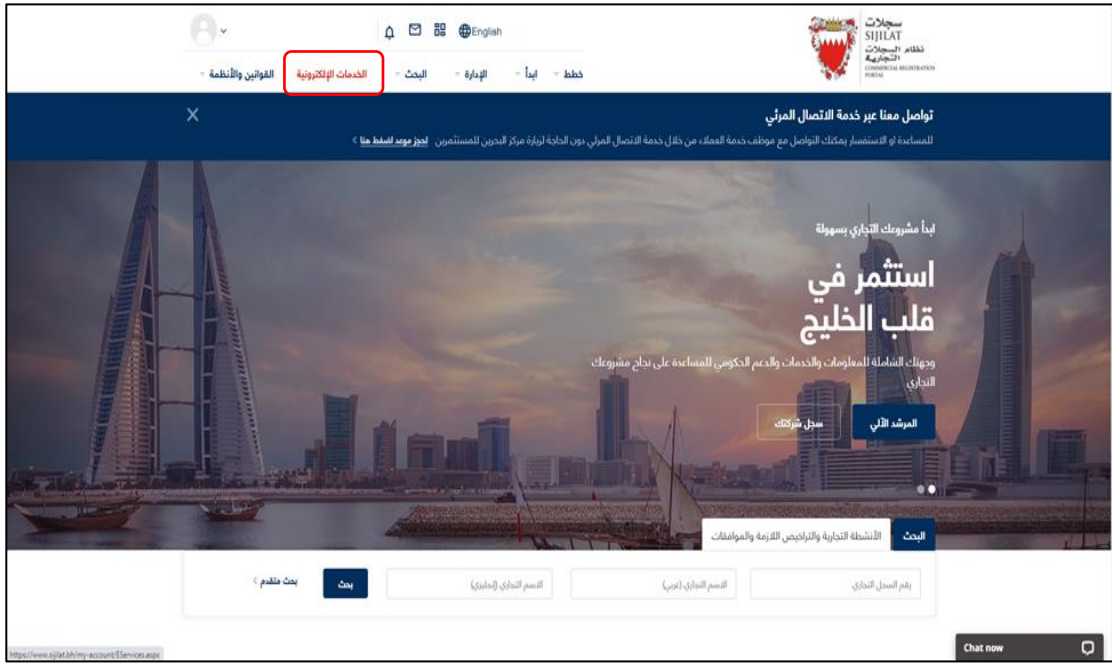 سجلات
SIJILAT
نظام السجلات
التجارية
COMMERCIAL REGISTRATION
PORTAL
English
خطط
ابدأ
الإدارة
البحث
الخدمات الإلكترونية
القوانين والأنظمة
تواصل معنا عبر خدمة الاتصال المرئي
للمساعدة او الاستفسار يمكنك التواصل مع موظف خدمة العملاء من خلال خدمة الاتصال المرئي دون الحاجة لزيارة مركز البحرين للمستثمرين لحجز موعد اضغط هنا
ابدأ مشروعك التجاري بسهولة
استثمر في
قلب الخليج
وجهتك الشاملة للمعلومات والخدمات والدعم الحكومي للمساعدة على نجاح مشروعك
التجاري
المرشد الآلي
سجل شركتك
البحث
الأنشطة التجارية والتراخيص اللازمة والموافقات
رقم السجل التجاري
الاسم التجاري (عربي)
الاسم التجاري (إنجليزي)
بحث
بحث متقدم
https://www.sijilat.bh/my-account/EServices.aspx
Chat now